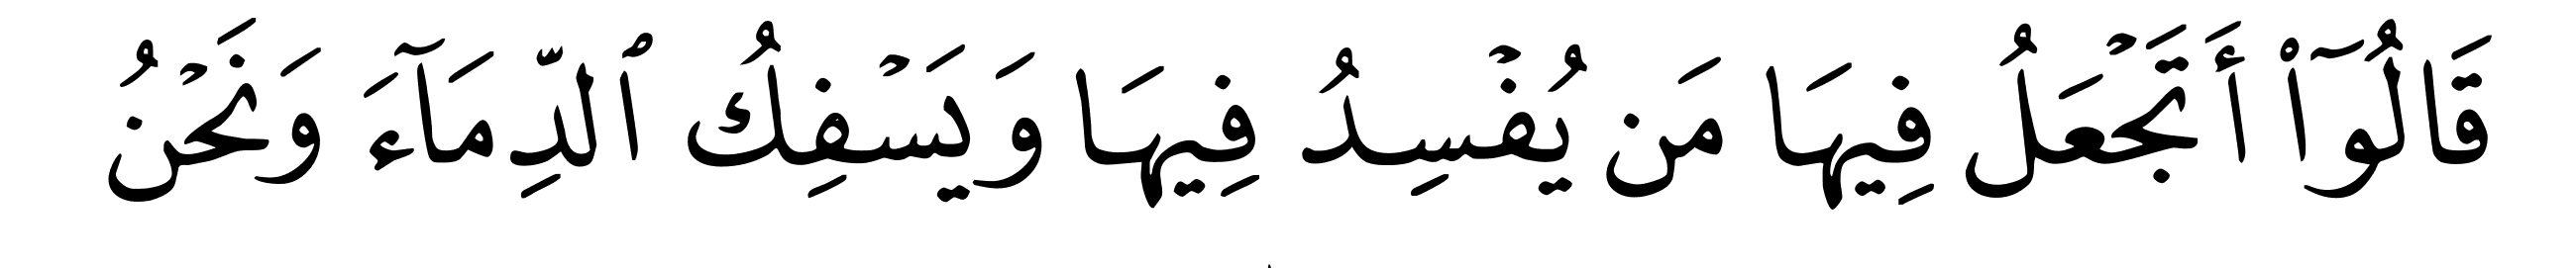 قَالُوٓا۟ أَتَجْعَلُ فِيهَا مَن يُفْسِدُ فِيهَا وَيَسْفِكُ ٱلدِّمَآءَ وَنَحْنُ